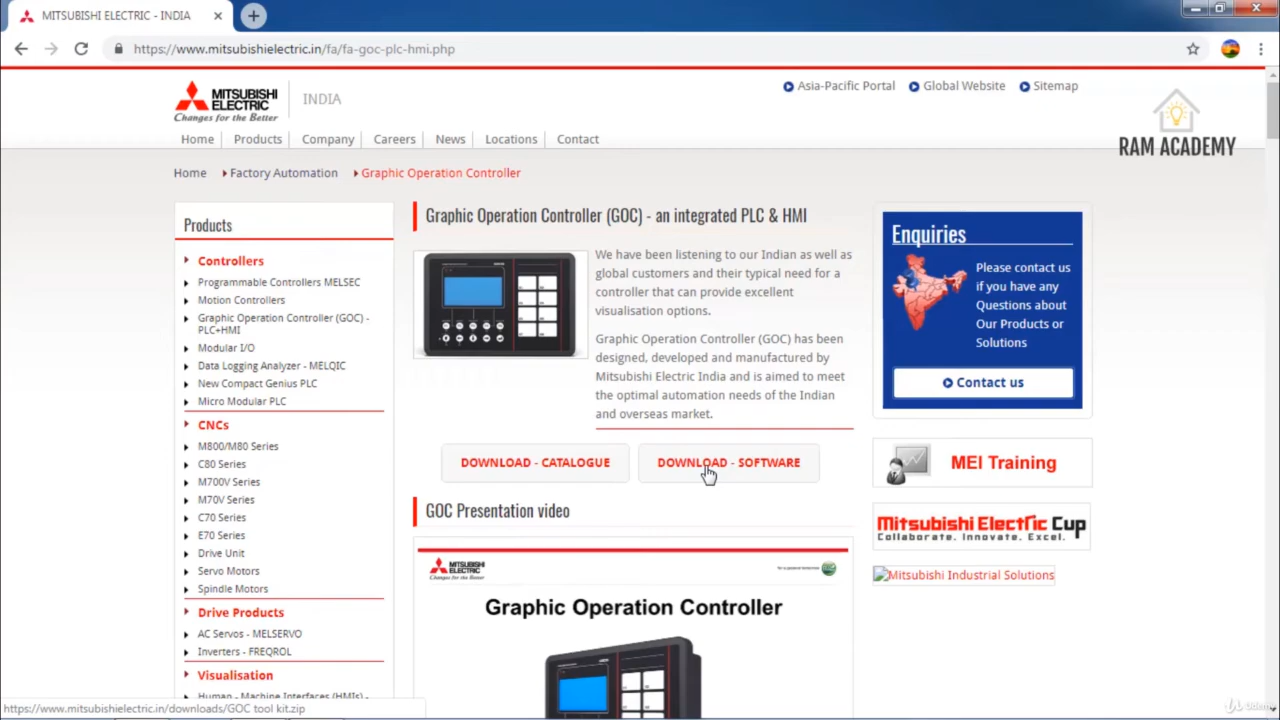 MITSUBISHI ELECTRIC - INDIA
https://www.mitsubishielectric.in/fa/fa-goc-plc-hmi.php
Asia-Pacific Portal Global Website Sitemap
MITSUBISHI
ELECTRIC
Changes for the Better
INDIA
RAM ACADEMY
Home Products Company Careers News Locations Contact
Home Factory Automation Graphic Operation Controller
Products
Controllers
Programmable Controllers MELSEC
Motion Controllers
Graphic Operation Controller (GOC) -
PLC+HMI
Modular I/O
Data Logging Analyzer - MELQIC
New Compact Genius PLC
Micro Modular PLC
CNCs
M800/M80 Series
C80 Series
M700V Series
M70V Series
C70 Series
E70 Series
Drive Unit
Servo Motors
Spindle Motors
Drive Products
AC Servos - MELSERVO
Inverters - FREQROL
Visualisation
Human - Machine Interfaces (HMIs) -
Graphic Operation Controller (GOC) - an integrated PLC & HMI
We have been listening to our Indian as well as
global customers and their typical need for a
controller that can provide excellent
visualisation options.
Graphic Operation Controller (GOC) has been
designed, developed and manufactured by
Mitsubishi Electric India and is aimed to meet
the optimal automation needs of the Indian
and overseas market.
DOWNLOAD - CATALOGUE DOWNLOAD - SOFTWARE
GOC Presentation video
MITSUBISHI
ELECTRIC
Changes for the Better
Graphic Operation Controller
Enquiries
Please contact us
if you have any
Questions about
Our Products or
Solutions
Contact us
MEI Training
Mitsubishi Electric Cup
Collaborate. Innovate. Excel.
Mitsubishi Industrial Solutions
https://www.mitsubishielectric.in/downloads/GOC tool kit.zip
Udemy